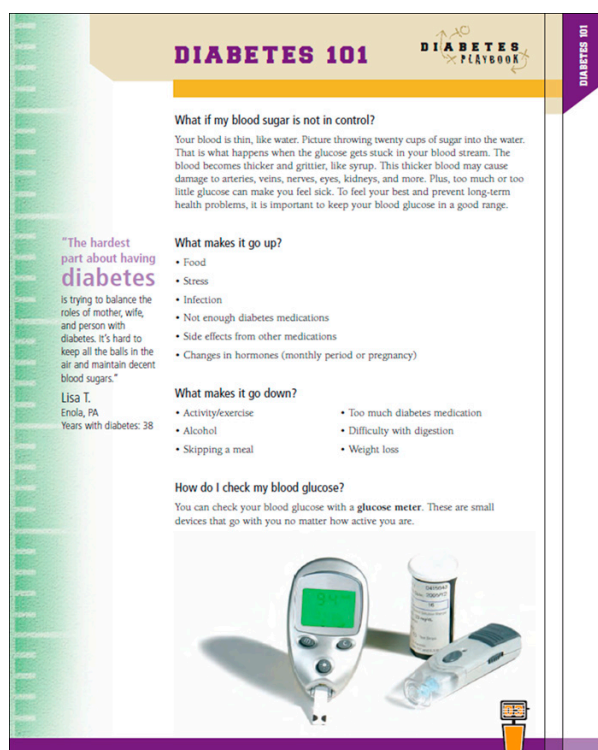 DIABETES 101
DIABETES
PLAYBOOK
DIABETES 101
What if my blood sugar is not in control?
Your blood is thin, like water. Picture throwing twenty cups of sugar into the water.
That is what happens when the glucose gets stuck in your blood stream. The
blood becomes thicker and grittier, like syrup. This thicker blood may cause
damage to arteries, veins, nerves, eyes, kidneys, and more. Plus, too much or too
little glucose can make you feel sick. To feel your best and prevent long-term
health problems, it is important to keep your blood glucose in a good range.
"The hardest
part about having
diabetes
is trying to balance the
roles of mother, wife,
and person with
diabetes. It's hard to
keep all the balls in the
air and maintain decent
blood sugars."
Lisa T.
Enola, PA
Years with diabetes: 38
What makes it go up?
• Food
• Stress
• Infection
• Not enough diabetes medications
• Side effects from other medications
• Changes in hormones (monthly period or pregnancy)
What makes it go down?
• Activity/exercise
• Alcohol
• Skipping a meal
• Too much diabetes medication
• Difficulty with digestion
• Weight loss
How do I check my blood glucose?
You can check your blood glucose with a glucose meter. These are small
devices that go with you no matter how active you are.
94
03